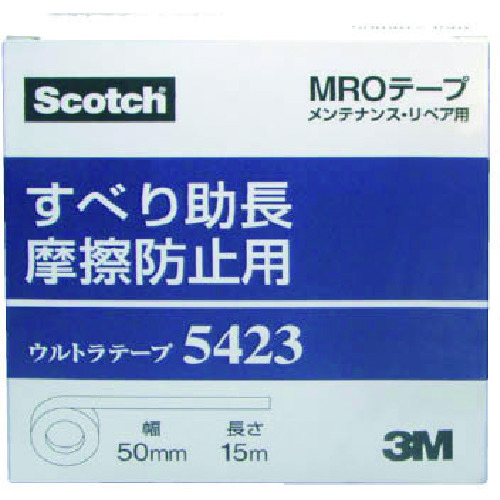 Scotch®
MROテープ
メンテナンス・リペア用
すべり助長
摩擦防止用
ウルトラテープ 5423
幅 長さ
50mm 15m
3M